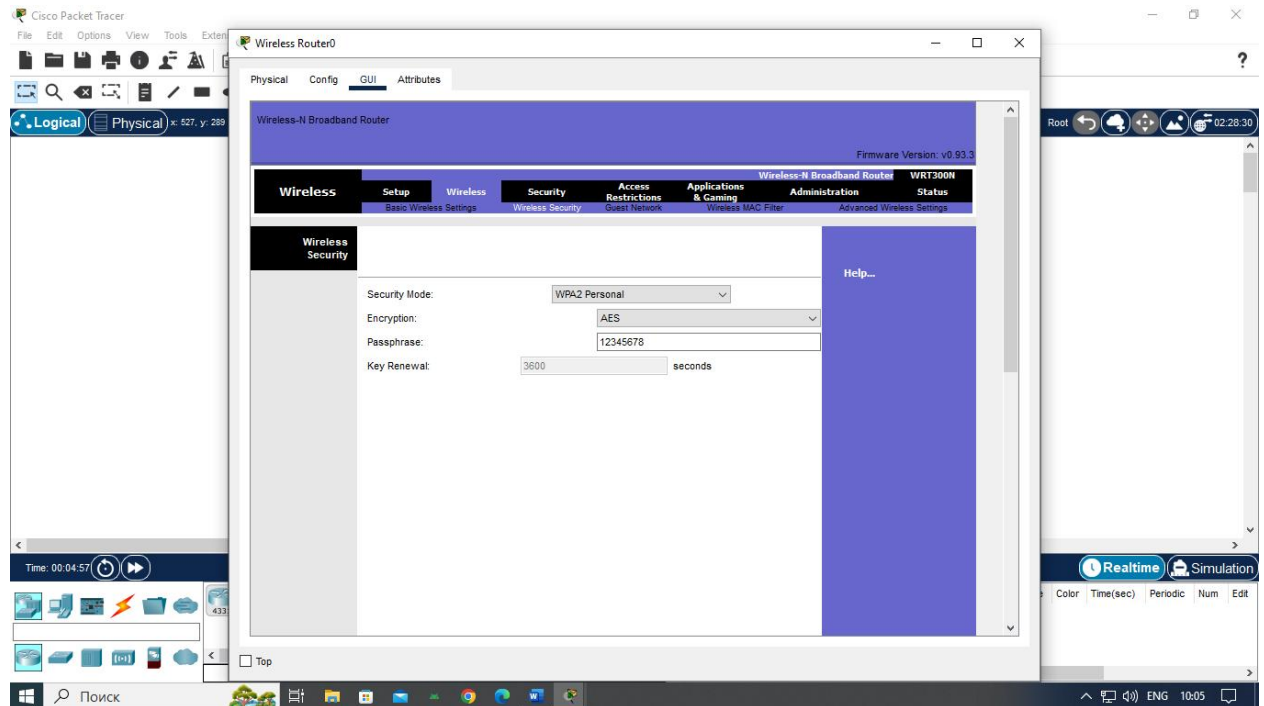 Cisco Packet Tracer
File Edit Options View Tools Exten
Wireless Router0
?
Physical Config GUI Attributes
Logical Physical x: 527, y: 289
Root 02:28:30
Wireless-N Broadband Router
Firmware Version: v0.93.3
Wireless-N Broadband Router WRT300N
Wireless Setup Wireless Security Access Restrictions Applications & Gaming Administration Status
Basic Wireless Settings Wireless Security Guest Network Wireless MAC Filter Advanced Wireless Settings
Wireless
Security
Help...
Security Mode: WPA2 Personal
Encryption: AES
Passphrase: 12345678
Key Renewal: 3600 seconds
Time: 00:04:57
Realtime Simulation
433
Color Time(sec) Periodic Num Edit
Top
Поиск
ENG 10:05